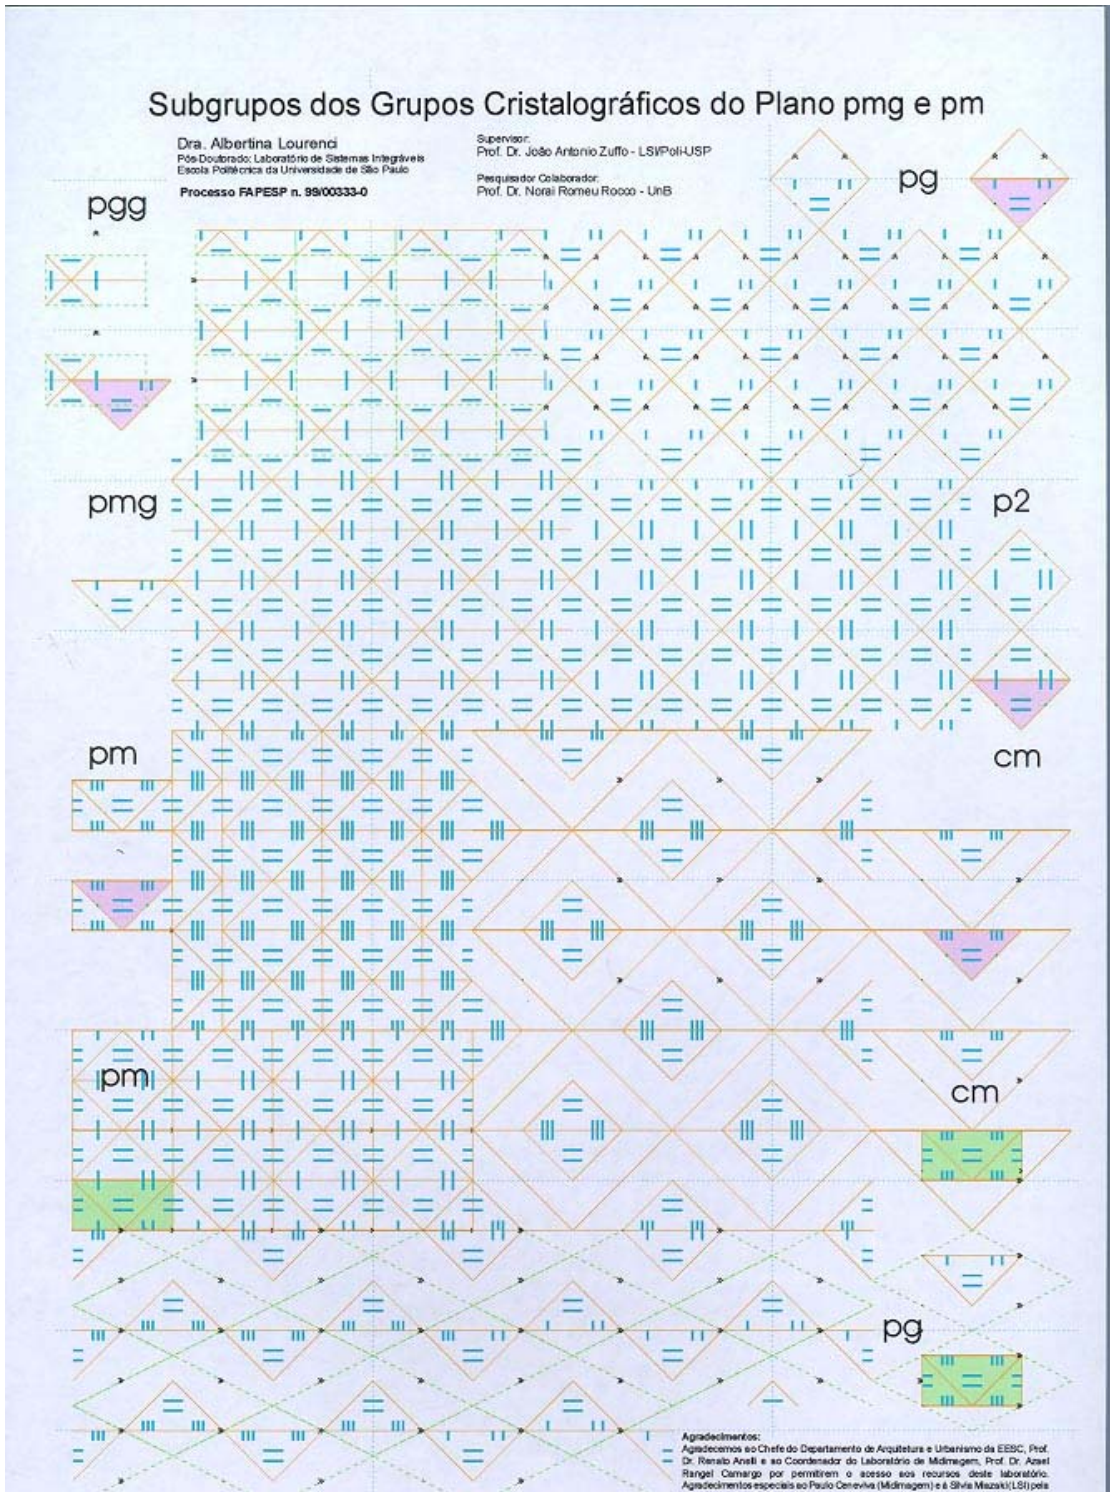 Subgrupos dos Grupos Cristalográficos do Plano pmg e pm
Dra. Albertina Lourenci
Pós-Doutorado: Laboratório de Sistemas Integráveis
Escola Politécnica da Universidade de São Paulo
Processo FAPESP n. 99/00333-0
Supervisor:
Prof. Dr. João Antonio Zuffo - LSI/Poli-USP
Pesquisador Colaborador:
Prof. Dr. Norai Romeu Rocco - UnB
pg
pgg
pmg
p2
pm
cm
pm
cm
pg
Agradecimentos:
Agradecemos ao Chefe do Departamento de Arquitetura e Urbanismo da EESC, Prof.
Dr. Renato Anelli e ao Coordenador do Laboratório de Midimagem, Prof. Dr. Azael
Rangel Camargo por permitirem o acesso aos recursos deste laboratório.
Agradecimentos especiais ao Paulo Ceneviva (Midimagem) e à Silvia Mazski(LSI) pela